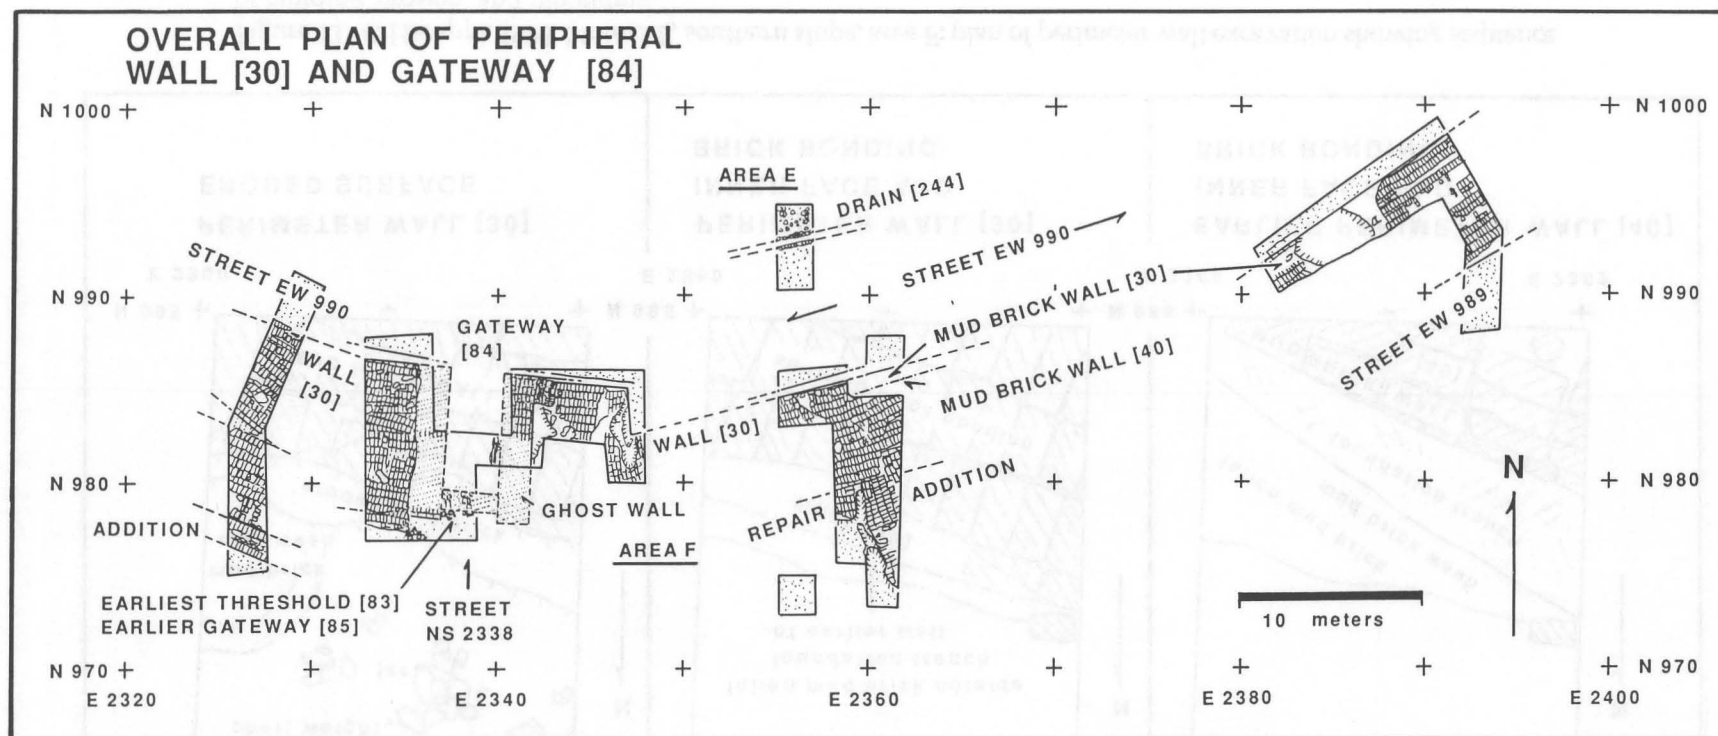 OVERALL PLAN OF PERIPHERAL
WALL [30] AND GATEWAY [84]
N 1000
N 1000
AREA E
DRAIN [244]
STREET EW 990
STREET EW 990
MUD BRICK WALL [30]
N 990
N 990
GATEWAY
[84]
WALL
[30]
STREET EW 989
MUD BRICK WALL [40]
WALL [30]
N 980
N 980
N
ADDITION
GHOST WALL
REPAIR
ADDITION
AREA F
EARLIEST THRESHOLD [83]
EARLIER GATEWAY [85]
STREET
NS 2338
10 meters
N 970
N 970
E 2320
E 2340
E 2360
E 2380
E 2400